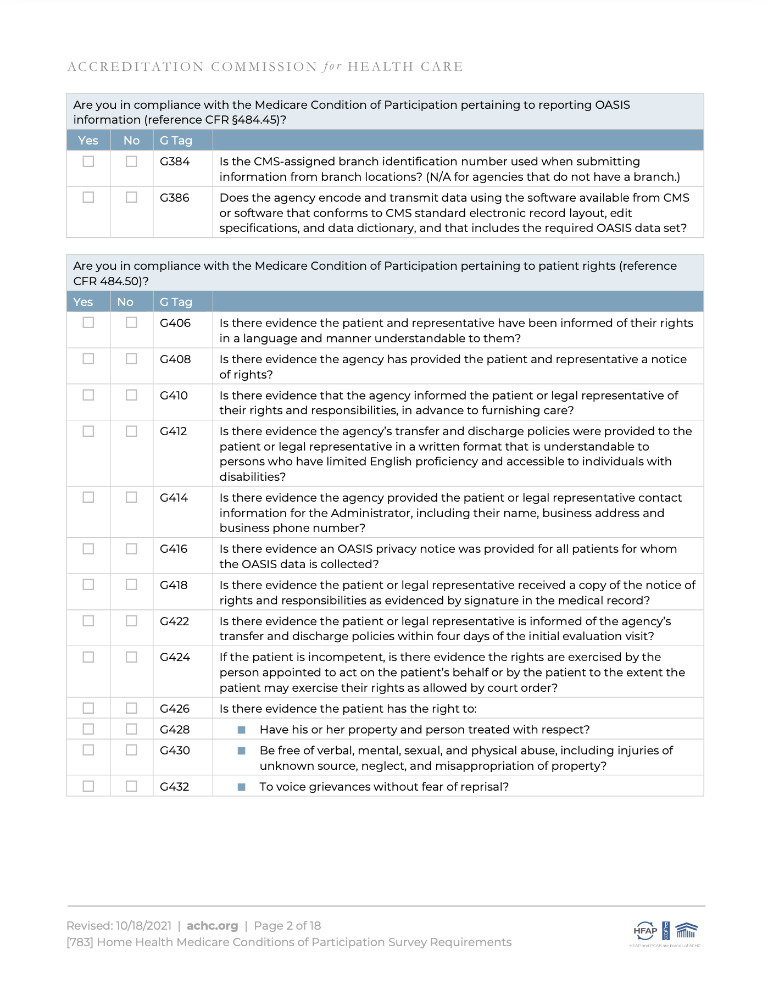 ACCREDITATION COMMISSION for HEALTH CARE
Are you in compliance with the Medicare Condition of Participation pertaining to reporting OASIS
information (reference CFR §484.45)?
Yes No G Tag
☐ ☐ G384 Is the CMS-assigned branch identification number used when submitting
information from branch locations? (N/A for agencies that do not have a branch.)
☐ ☐ G386 Does the agency encode and transmit data using the software available from CMS
or software that conforms to CMS standard electronic record layout, edit
specifications, and data dictionary, and that includes the required OASIS data set?
Are you in compliance with the Medicare Condition of Participation pertaining to patient rights (reference
CFR 484.50)?
Yes No G Tag
☐ ☐ G406 Is there evidence the patient and representative have been informed of their rights
in a language and manner understandable to them?
☐ ☐ G408 Is there evidence the agency has provided the patient and representative a notice
of rights?
☐ ☐ G410 Is there evidence that the agency informed the patient or legal representative of
their rights and responsibilities, in advance to furnishing care?
☐ ☐ G412 Is there evidence the agency’s transfer and discharge policies were provided to the
patient or legal representative in a written format that is understandable to
persons who have limited English proficiency and accessible to individuals with
disabilities?
☐ ☐ G414 Is there evidence the agency provided the patient or legal representative contact
information for the Administrator, including their name, business address and
business phone number?
☐ ☐ G416 Is there evidence an OASIS privacy notice was provided for all patients for whom
the OASIS data is collected?
☐ ☐ G418 Is there evidence the patient or legal representative received a copy of the notice of
rights and responsibilities as evidenced by signature in the medical record?
☐ ☐ G422 Is there evidence the patient or legal representative is informed of the agency’s
transfer and discharge policies within four days of the initial evaluation visit?
☐ ☐ G424 If the patient is incompetent, is there evidence the rights are exercised by the
person appointed to act on the patient’s behalf or by the patient to the extent the
patient may exercise their rights as allowed by court order?
☐ ☐ G426 Is there evidence the patient has the right to:
☐ ☐ G428 ■ Have his or her property and person treated with respect?
☐ ☐ G430 ■ Be free of verbal, mental, sexual, and physical abuse, including injuries of
unknown source, neglect, and misappropriation of property?
☐ ☐ G432 ■ To voice grievances without fear of reprisal?
Revised: 10/18/2021 | achc.org | Page 2 of 18
[783] Home Health Medicare Conditions of Participation Survey Requirements
HFAP PCAB
HFAP and PCAB are brands of ACHC.